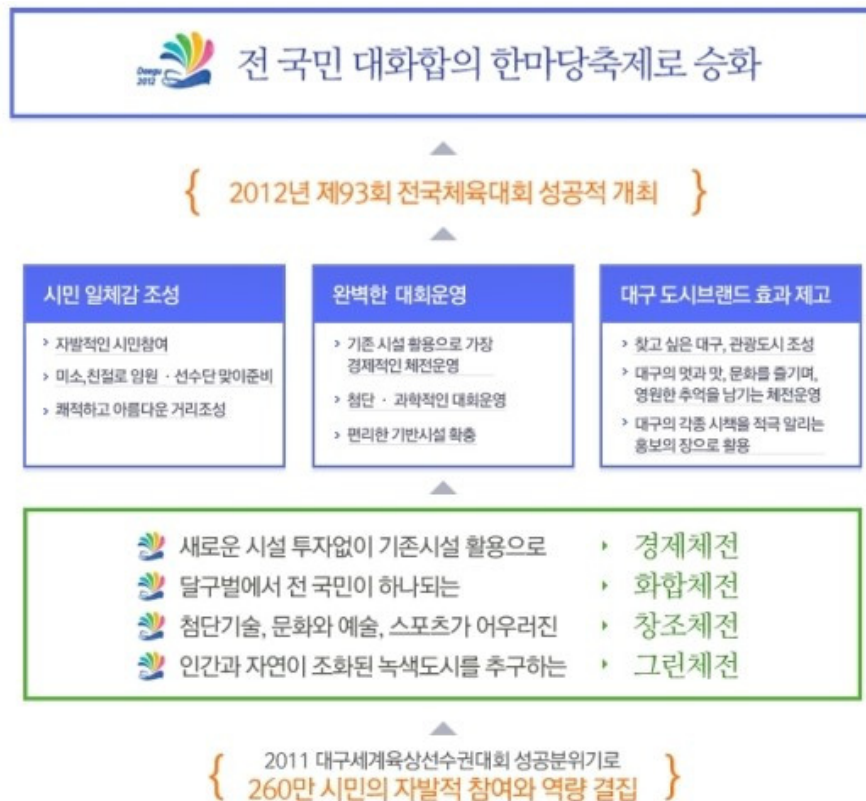 Daegu
2012
전 국민 대화합의 한마당축제로 승화
{ 2012년 제93회 전국체육대회 성공적 개최 }
시민 일체감 조성
› 자발적인 시민참여
› 미소,친절로 임원 · 선수단 맞이준비
› 쾌적하고 아름다운 거리조성
완벽한 대회운영
› 기존 시설 활용으로 가장
경제적인 체전운영
› 첨단 · 과학적인 대회운영
› 편리한 기반시설 확충
대구 도시브랜드 효과 제고
› 찾고 싶은 대구, 관광도시 조성
› 대구의 멋과 맛, 문화를 즐기며,
영원한 추억을 남기는 체전운영
› 대구의 각종 시책을 적극 알리는
홍보의 장으로 활용
새로운 시설 투자없이 기존시설 활용으로 경제체전
달구벌에서 전 국민이 하나되는 화합체전
첨단기술, 문화와 예술, 스포츠가 어우러진 창조체전
인간과 자연이 조화된 녹색도시를 추구하는 그린체전
2011 대구세계육상선수권대회 성공분위기로
260만 시민의 자발적 참여와 역량 결집